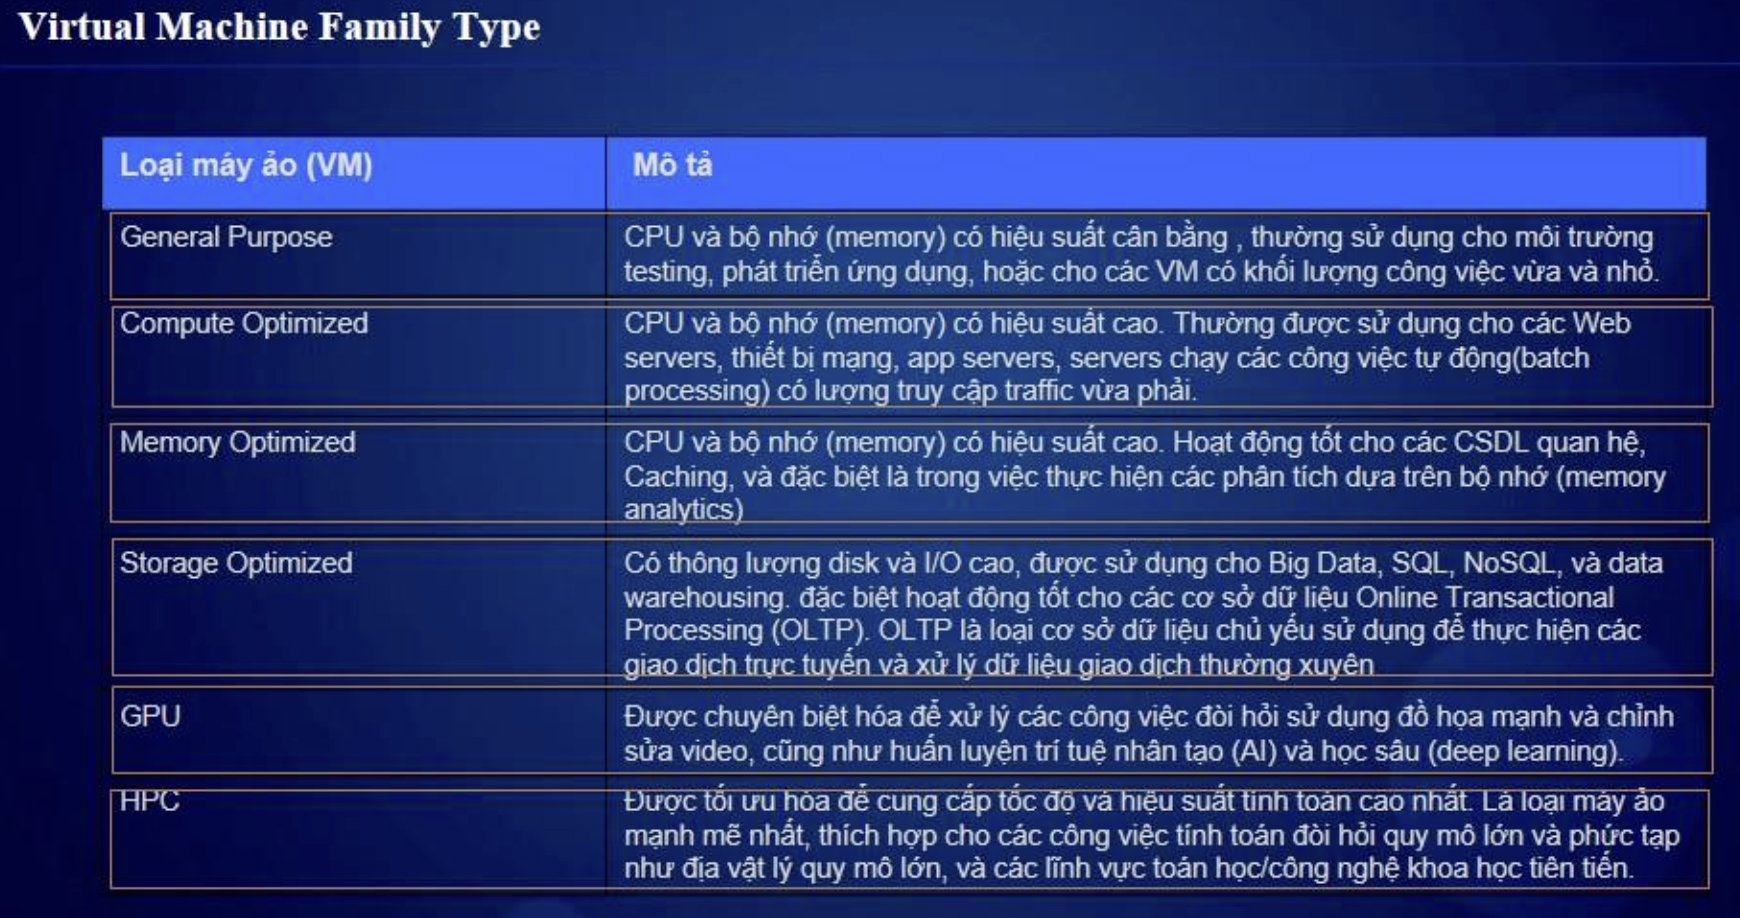 Virtual Machine Family Type
Loại máy ảo (VM)
Mô tả
General Purpose
CPU và bộ nhớ (memory) có hiệu suất cân bằng , thường sử dụng cho môi trường
testing, phát triển ứng dụng, hoặc cho các VM có khối lượng công việc vừa và nhỏ.
Compute Optimized
CPU và bộ nhớ (memory) có hiệu suất cao. Thường được sử dụng cho các Web
servers, thiết bị mạng, app servers, servers chạy các công việc tự động(batch
processing) có lượng truy cập traffic vừa phải.
Memory Optimized
CPU và bộ nhớ (memory) có hiệu suất cao. Hoạt động tốt cho các CSDL quan hệ,
Caching, và đặc biệt là trong việc thực hiện các phân tích dựa trên bộ nhớ (memory
analytics)
Storage Optimized
Có thông lượng disk và I/O cao, được sử dụng cho Big Data, SQL, NoSQL, và data
warehousing. đặc biệt hoạt động tốt cho các cơ sở dữ liệu Online Transactional
Processing (OLTP). OLTP là loại cơ sở dữ liệu chủ yếu sử dụng để thực hiện các
giao dịch trực tuyến và xử lý dữ liệu giao dịch thường xuyên
GPU
Được chuyên biệt hóa để xử lý các công việc đòi hỏi sử dụng đồ họa mạnh và chỉnh
sửa video, cũng như huấn luyện trí tuệ nhân tạo (AI) và học sâu (deep learning).
HPC
Được tối ưu hóa để cung cấp tốc độ và hiệu suất tính toán cao nhất. Là loại máy ảo
mạnh mẽ nhất, thích hợp cho các công việc tính toán đòi hỏi quy mô lớn và phức tạp
như địa vật lý quy mô lớn, và các lĩnh vực toán học/công nghệ khoa học tiên tiến.